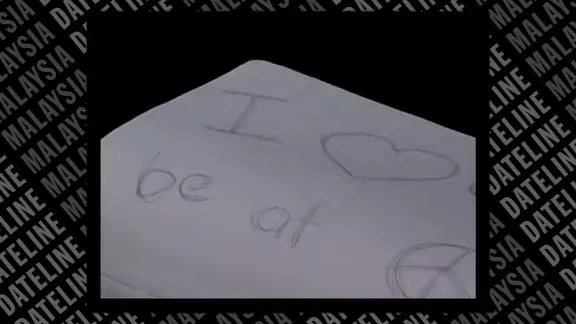 I ♡
be at
DATELINE
MALAYSIA